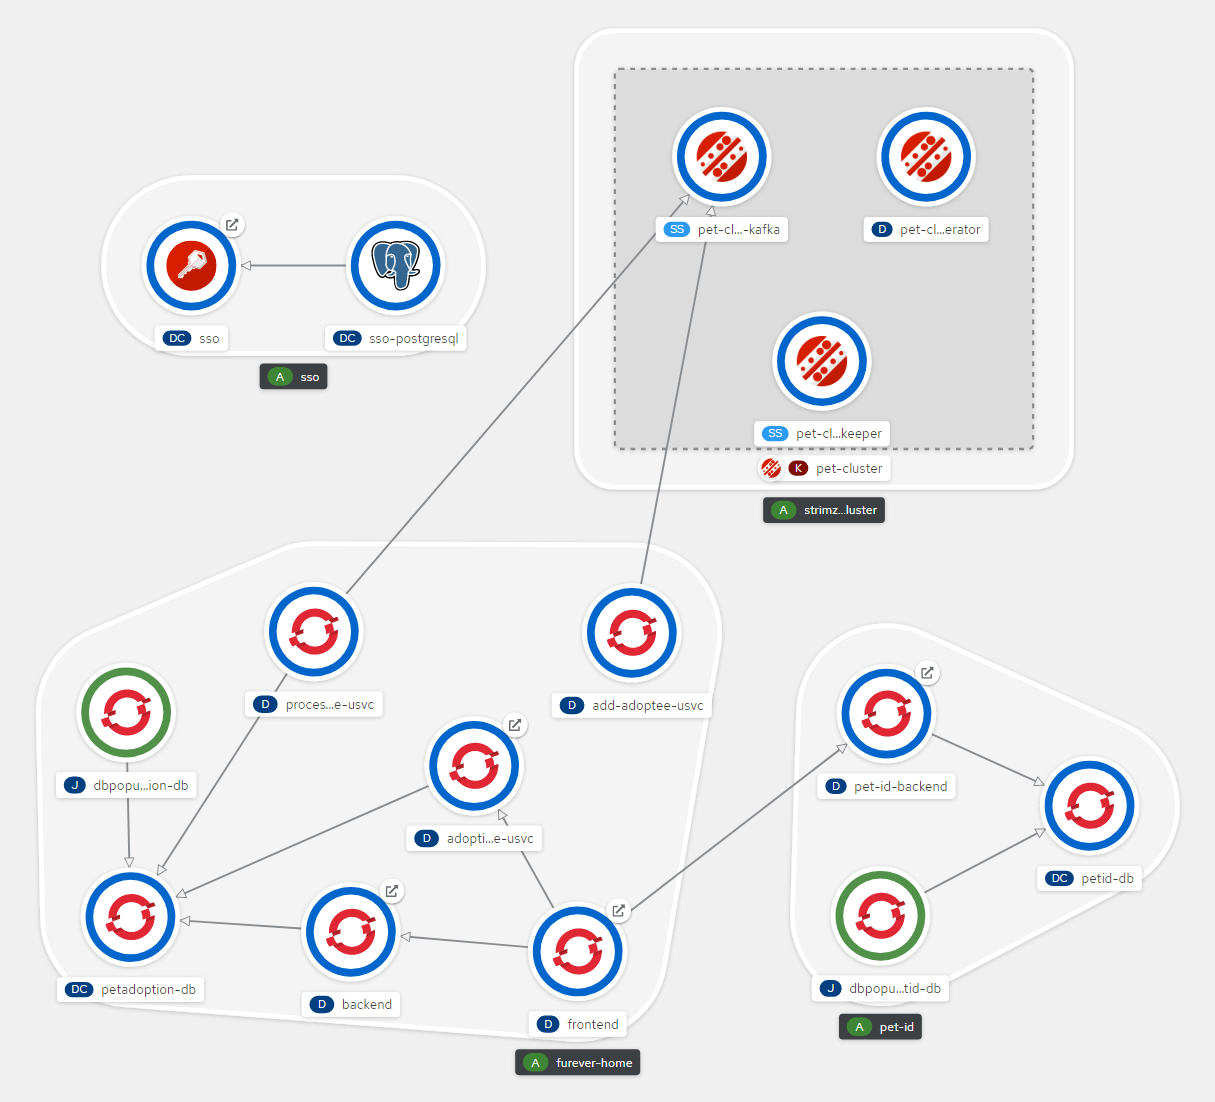 SS pet-cl...-kafka
D pet-cl...erator
DC sso
DC sso-postgresql
A sso
SS pet-cl...keeper
K pet-cluster
A strimz...luster
D proces...e-usvc
D add-adoptee-usvc
J dbpopu...ion-db
D pet-id-backend
D adopti...e-usvc
DC petid-db
DC petadoption-db
D backend
D frontend
J dbpopu...tid-db
A pet-id
A furever-home